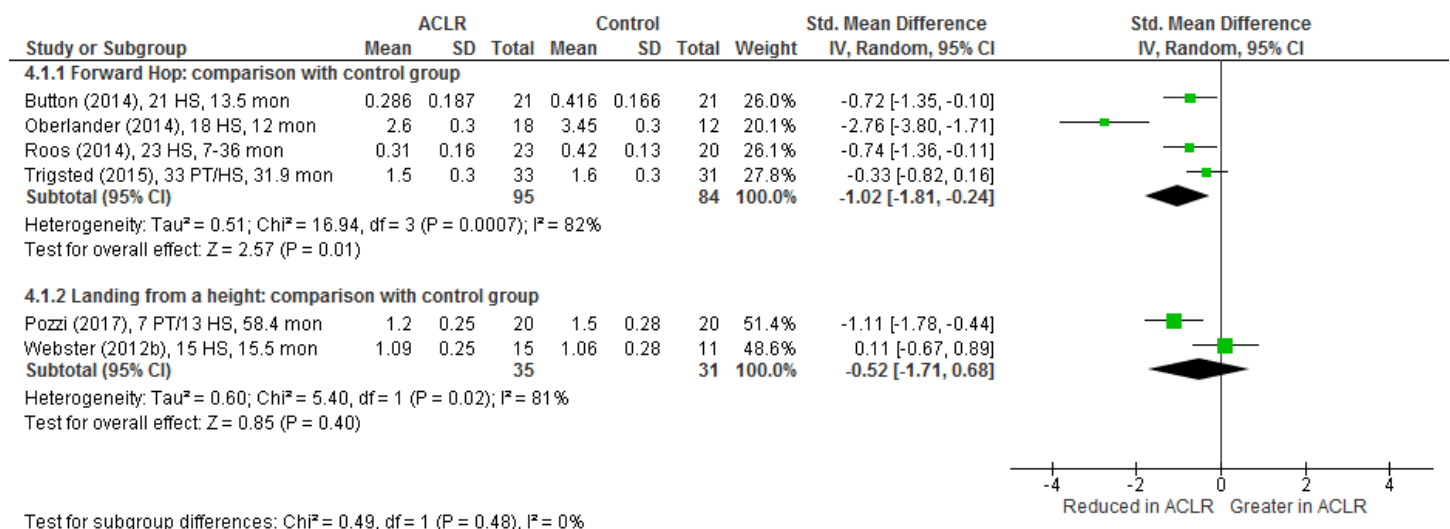 ACLR Control Std. Mean Difference Std. Mean Difference
Study or Subgroup Mean SD Total Mean SD Total Weight IV, Random, 95% CI IV, Random, 95% CI
4.1.1 Forward Hop: comparison with control group
Button (2014), 21 HS, 13.5 mon 0.286 0.187 21 0.416 0.166 21 26.0% -0.72 [-1.35, -0.10]
Oberlander (2014), 18 HS, 12 mon 2.6 0.3 18 3.45 0.3 12 20.1% -2.76 [-3.80, -1.71]
Roos (2014), 23 HS, 7-36 mon 0.31 0.16 23 0.42 0.13 20 26.1% -0.74 [-1.36, -0.11]
Trigsted (2015), 33 PT/HS, 31.9 mon 1.5 0.3 33 1.6 0.3 31 27.8% -0.33 [-0.82, 0.16]
Subtotal (95% CI) 95 84 100.0% -1.02 [-1.81, -0.24]
Heterogeneity: Tau² = 0.51; Chi² = 16.94, df = 3 (P = 0.0007); I² = 82%
Test for overall effect: Z = 2.57 (P = 0.01)
4.1.2 Landing from a height: comparison with control group
Pozzi (2017), 7 PT/13 HS, 58.4 mon 1.2 0.25 20 1.5 0.28 20 51.4% -1.11 [-1.78, -0.44]
Webster (2012b), 15 HS, 15.5 mon 1.09 0.25 15 1.06 0.28 11 48.6% 0.11 [-0.67, 0.89]
Subtotal (95% CI) 35 31 100.0% -0.52 [-1.71, 0.68]
Heterogeneity: Tau² = 0.60; Chi² = 5.40, df = 1 (P = 0.02); I² = 81%
Test for overall effect: Z = 0.85 (P = 0.40)
-4 -2 0 2 4
Reduced in ACLR Greater in ACLR
Test for subgroup differences: Chi² = 0.49, df = 1 (P = 0.48), I² = 0%